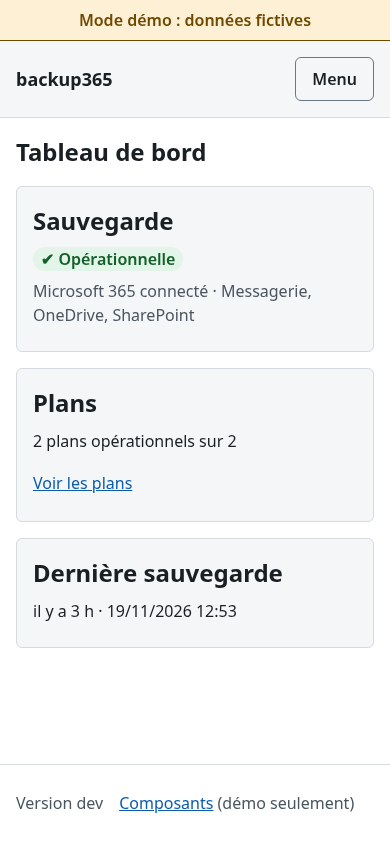 Mode démo : données fictives
backup365
Menu
Tableau de bord
Sauvegarde
✔ Opérationnelle
Microsoft 365 connecté · Messagerie,
OneDrive, SharePoint
Plans
2 plans opérationnels sur 2
Voir les plans
Dernière sauvegarde
il y a 3 h · 19/11/2026 12:53
Version dev Composants (démo seulement)